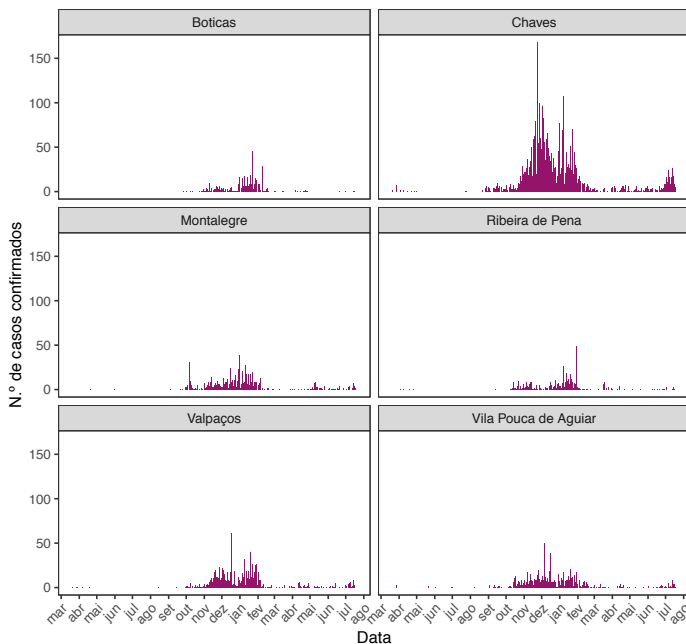 Boticas
Chaves
150
100
50
0
Montalegre
Ribeira de Pena
150
100
50
0
Valpaços
Vila Pouca de Aguiar
150
100
50
0
N.º de casos confirmados
mar abr mai jun jul ago set out nov dez jan fev mar abr mai jun jul ago
mar abr mai jun jul ago set out nov dez jan fev mar abr mai jun jul ago
Data